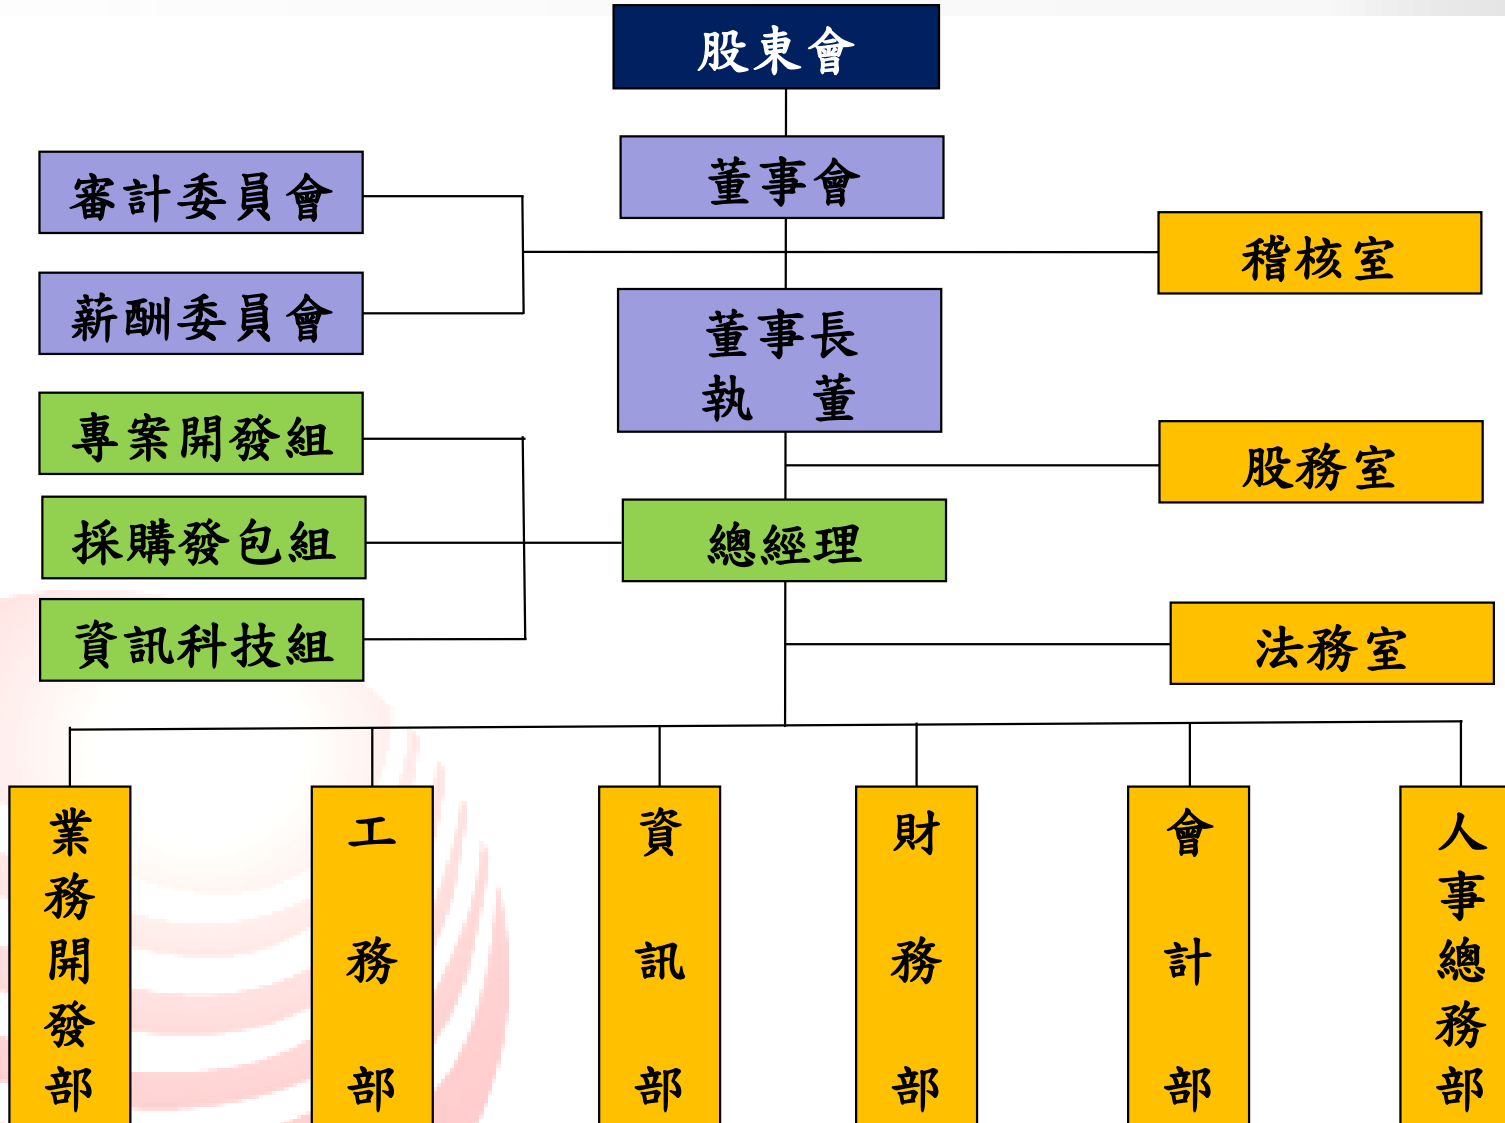 股東會
董事會
審計委員會
稽核室
薪酬委員會
董事長
執　董
專案開發組
股務室
採購發包組
總經理
資訊科技組
法務室
業務開發部
工務部
資訊部
財務部
會計部
人事總務部